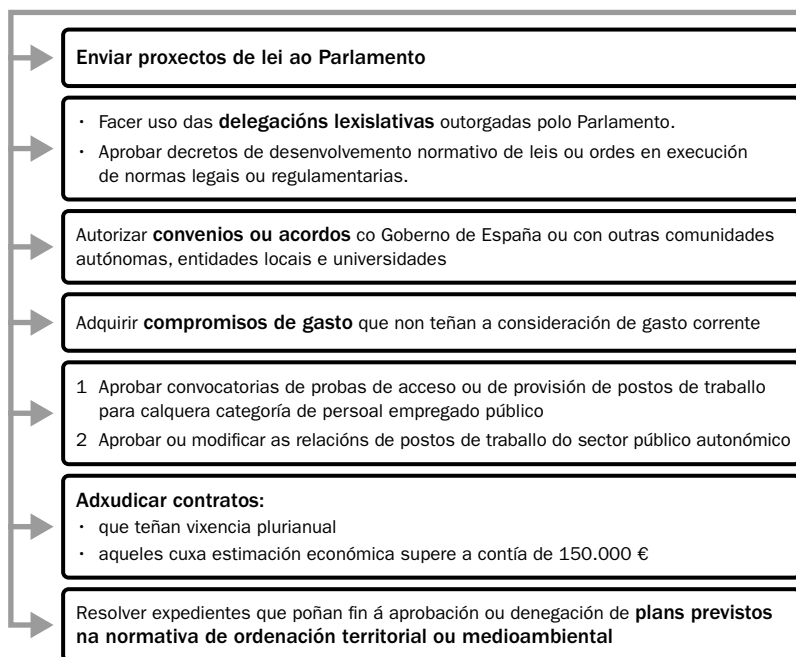 Enviar proxectos de lei ao Parlamento
· Facer uso das delegacións lexislativas outorgadas polo Parlamento.
· Aprobar decretos de desenvolvemento normativo de leis ou ordes en execución
de normas legais ou regulamentarias.
Autorizar convenios ou acordos co Goberno de España ou con outras comunidades
autónomas, entidades locais e universidades
Adquirir compromisos de gasto que non teñan a consideración de gasto corrente
1 Aprobar convocatorias de probas de acceso ou de provisión de postos de traballo
para calquera categoría de persoal empregado público
2 Aprobar ou modificar as relacións de postos de traballo do sector público autonómico
Adxudicar contratos:
· que teñan vixencia plurianual
· aqueles cuxa estimación económica supere a contía de 150.000 €
Resolver expedientes que poñan fin á aprobación ou denegación de plans previstos
na normativa de ordenación territorial ou medioambiental